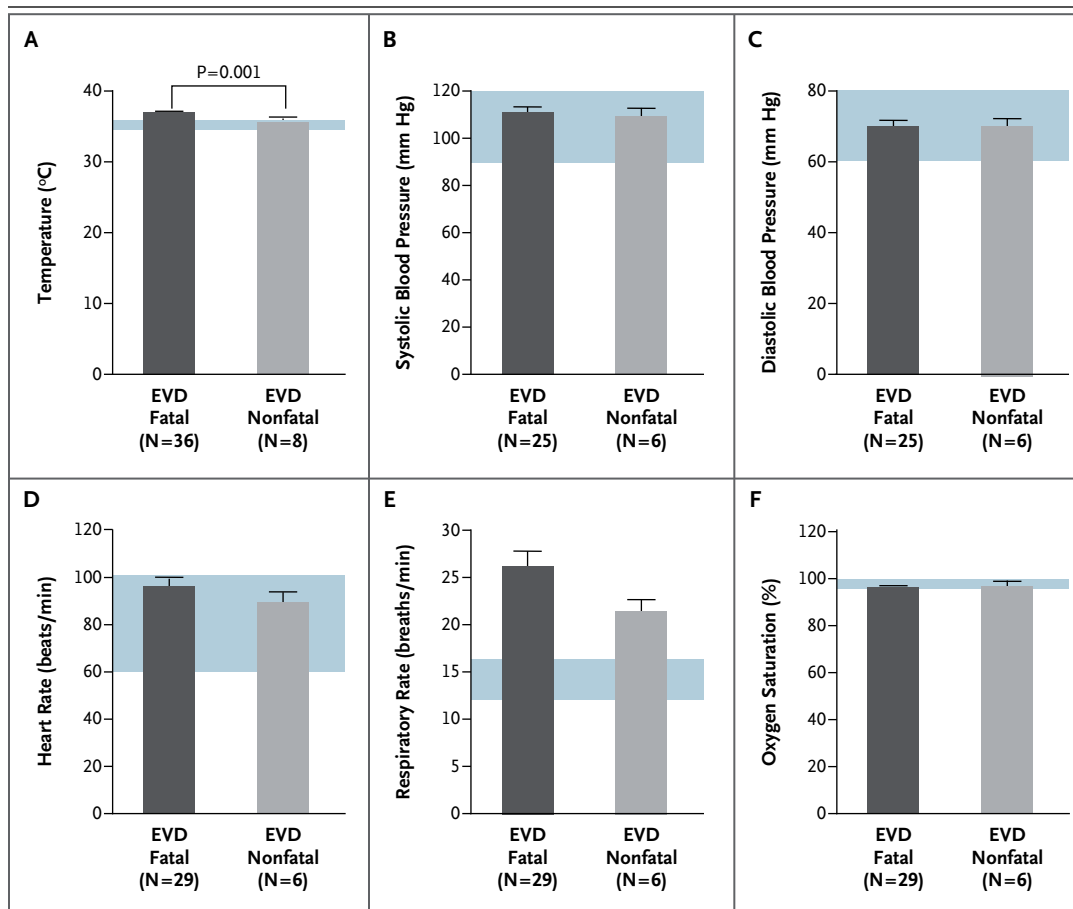 A
P=0.001
Temperature (°C)
40
30
20
10
0
EVD
Fatal
(N=36)
EVD
Nonfatal
(N=8)
B
Systolic Blood Pressure (mm Hg)
120
100
80
60
40
20
0
EVD
Fatal
(N=25)
EVD
Nonfatal
(N=6)
C
Diastolic Blood Pressure (mm Hg)
80
60
40
20
0
EVD
Fatal
(N=25)
EVD
Nonfatal
(N=6)
D
Heart Rate (beats/min)
120
100
80
60
40
20
0
EVD
Fatal
(N=29)
EVD
Nonfatal
(N=6)
E
Respiratory Rate (breaths/min)
30
25
20
15
10
5
0
EVD
Fatal
(N=29)
EVD
Nonfatal
(N=6)
F
Oxygen Saturation (%)
120
100
80
60
40
20
0
EVD
Fatal
(N=29)
EVD
Nonfatal
(N=6)